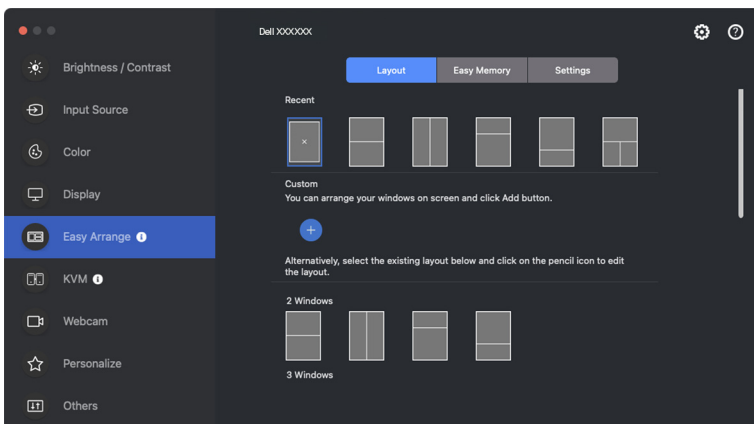 Dell XXXXXX
Brightness / Contrast
Input Source
Color
Display
Easy Arrange
KVM
Webcam
Personalize
Others
Layout
Easy Memory
Settings
Recent
Custom
You can arrange your windows on screen and click Add button.
Alternatively, select the existing layout below and click on the pencil icon to edit
the layout.
2 Windows
3 Windows